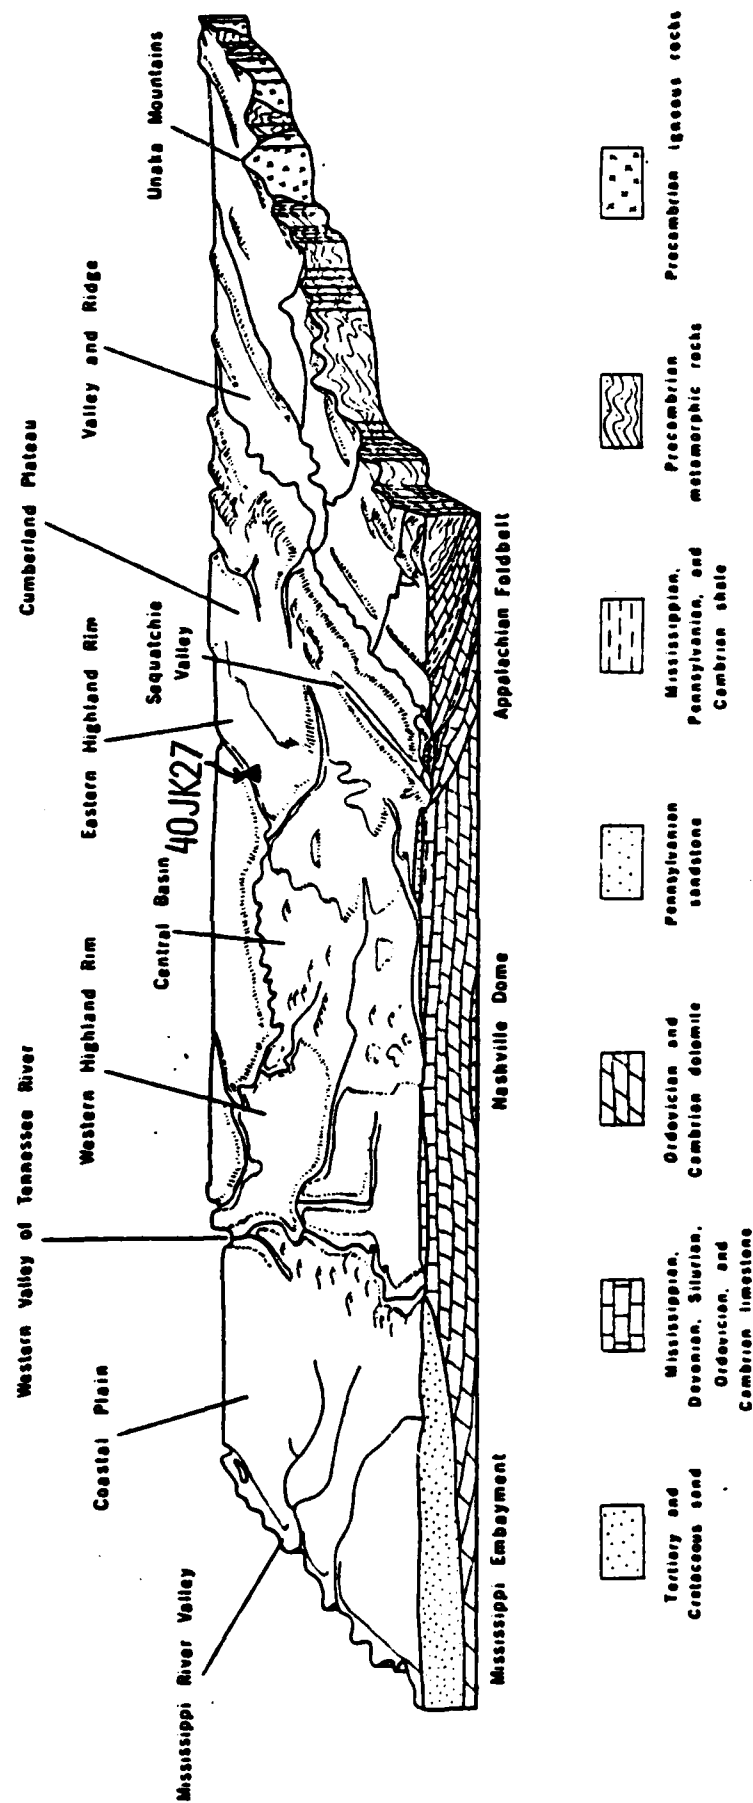 Mississippi River Valley
Coastal Plain
Western Valley of Tennessee River
Western Highland Rim
Central Basin
40JK27
Eastern Highland Rim
Sequatchie
Valley
Cumberland Plateau
Valley and Ridge
Unaka Mountains
Mississippi Embayment
Nashville Dome
Appalachian Foldbelt
Tertiary and
Cretaceous sand
Mississippian,
Devonian, Silurian,
Ordovician, and
Cambrian limestone
Ordovician and
Cambrian dolomite
Pennsylvanian
sandstone
Mississippian,
Pennsylvanian, and
Cambrian shale
Precambrian
metamorphic rocks
Precambrian igneous rocks